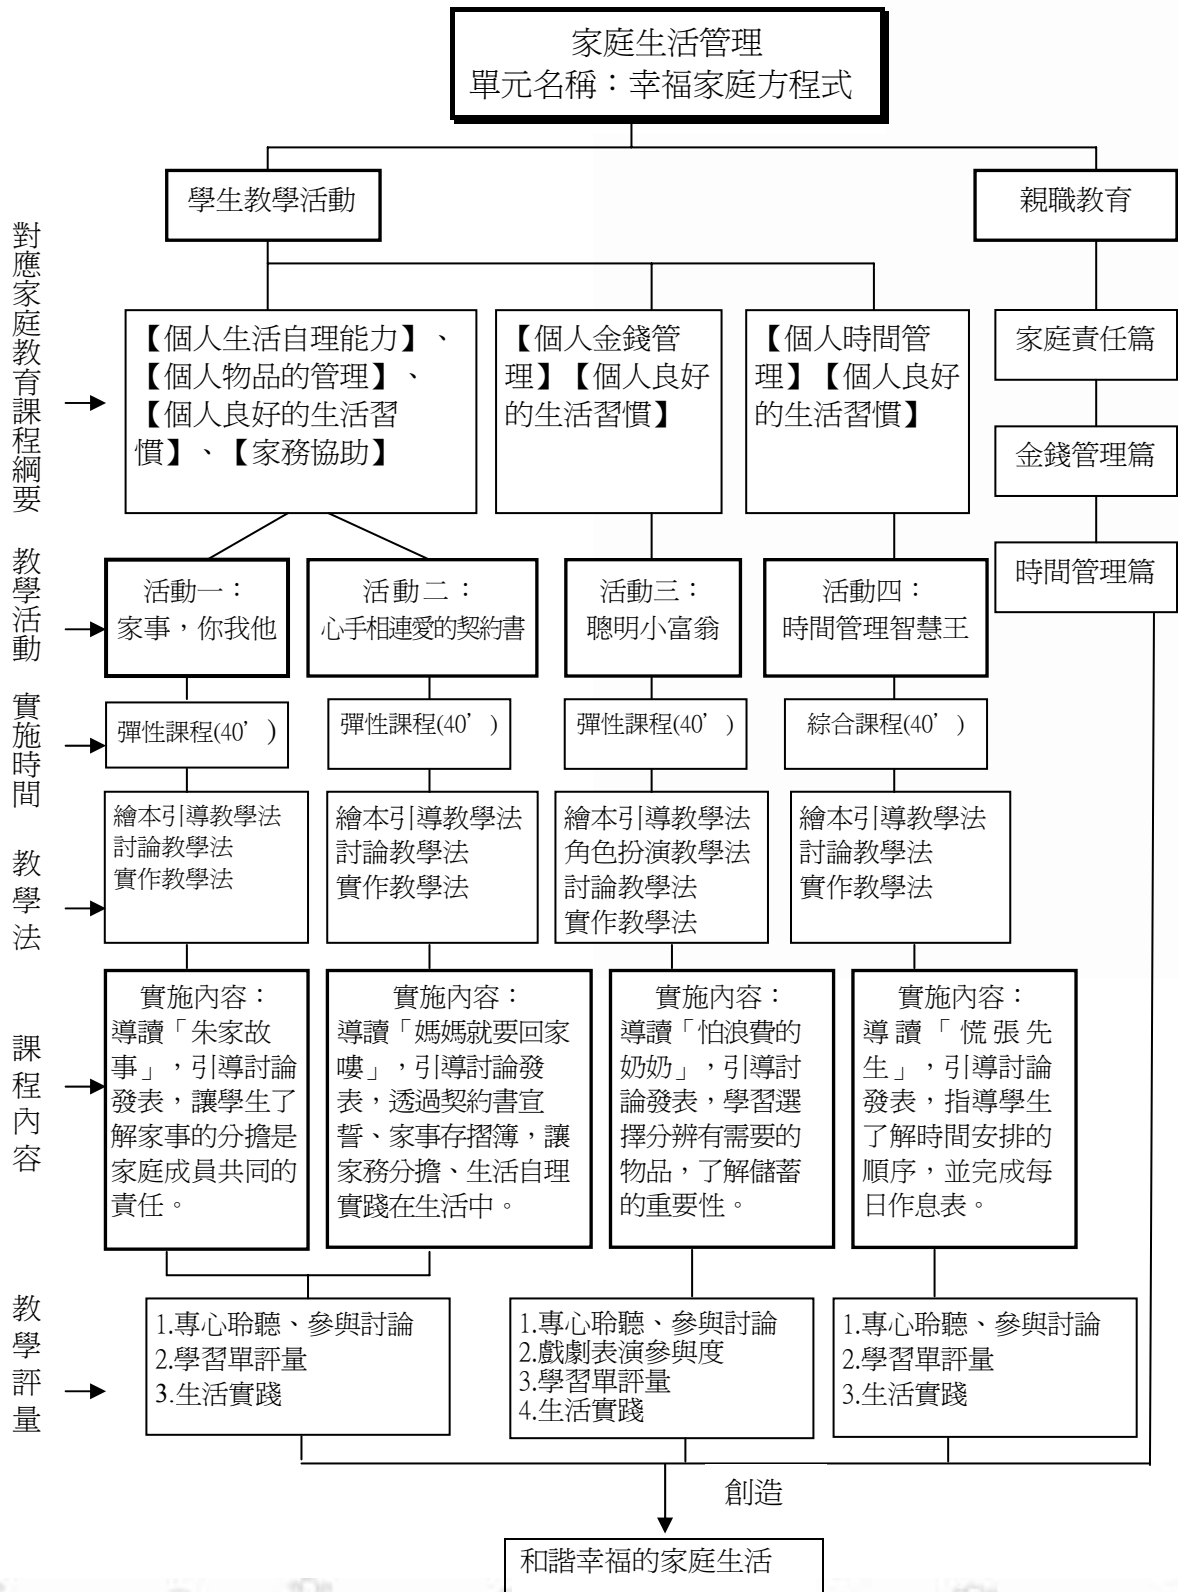 家庭生活管理
單元名稱：幸福家庭方程式
學生教學活動
親職教育
對應家庭教育課程綱要
【個人生活自理能力】、
【個人物品的管理】、
【個人良好的生活習
慣】、【家務協助】
【個人金錢管
理】【個人良好
的生活習慣】
【個人時間管
理】【個人良好
的生活習慣】
家庭責任篇
金錢管理篇
時間管理篇
教學活動
活動一：
家事，你我他
活動二：
心手相連愛的契約書
活動三：
聰明小富翁
活動四：
時間管理智慧王
實施時間
彈性課程(40’)
彈性課程(40’)
彈性課程(40’)
綜合課程(40’)
教學法
繪本引導教學法
討論教學法
實作教學法
繪本引導教學法
討論教學法
實作教學法
繪本引導教學法
角色扮演教學法
討論教學法
實作教學法
繪本引導教學法
討論教學法
實作教學法
課程內容
實施內容：
導讀「朱家故
事」，引導討論
發表，讓學生了
解家事的分擔是
家庭成員共同的
責任。
實施內容：
導讀「媽媽就要回家
嘍」，引導討論發
表，透過契約書宣
誓、家事存摺簿，讓
家務分擔、生活自理
實踐在生活中。
實施內容：
導讀「怕浪費的
奶奶」，引導討
論發表，學習選
擇分辨有需要的
物品，了解儲蓄
的重要性。
實施內容：
導讀「慌張先
生」，引導討論
發表，指導學生
了解時間安排的
順序，並完成每
日作息表。
教學評量
1.專心聆聽、參與討論
2.學習單評量
3.生活實踐
1.專心聆聽、參與討論
2.戲劇表演參與度
3.學習單評量
4.生活實踐
1.專心聆聽、參與討論
2.學習單評量
3.生活實踐
創造
和諧幸福的家庭生活